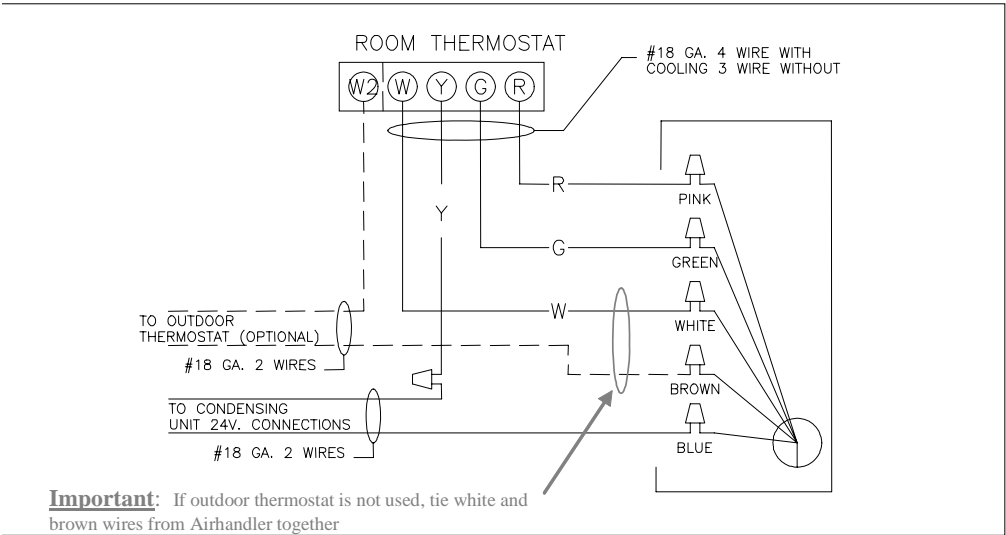 ROOM THERMOSTAT
#18 GA. 4 WIRE WITH
COOLING 3 WIRE WITHOUT
W2 W Y G R
R
PINK
Y
G
GREEN
W
WHITE
TO OUTDOOR
THERMOSTAT (OPTIONAL)
#18 GA. 2 WIRES
BROWN
TO CONDENSING
UNIT 24V. CONNECTIONS
BLUE
#18 GA. 2 WIRES
Important: If outdoor thermostat is not used, tie white and
brown wires from Airhandler together